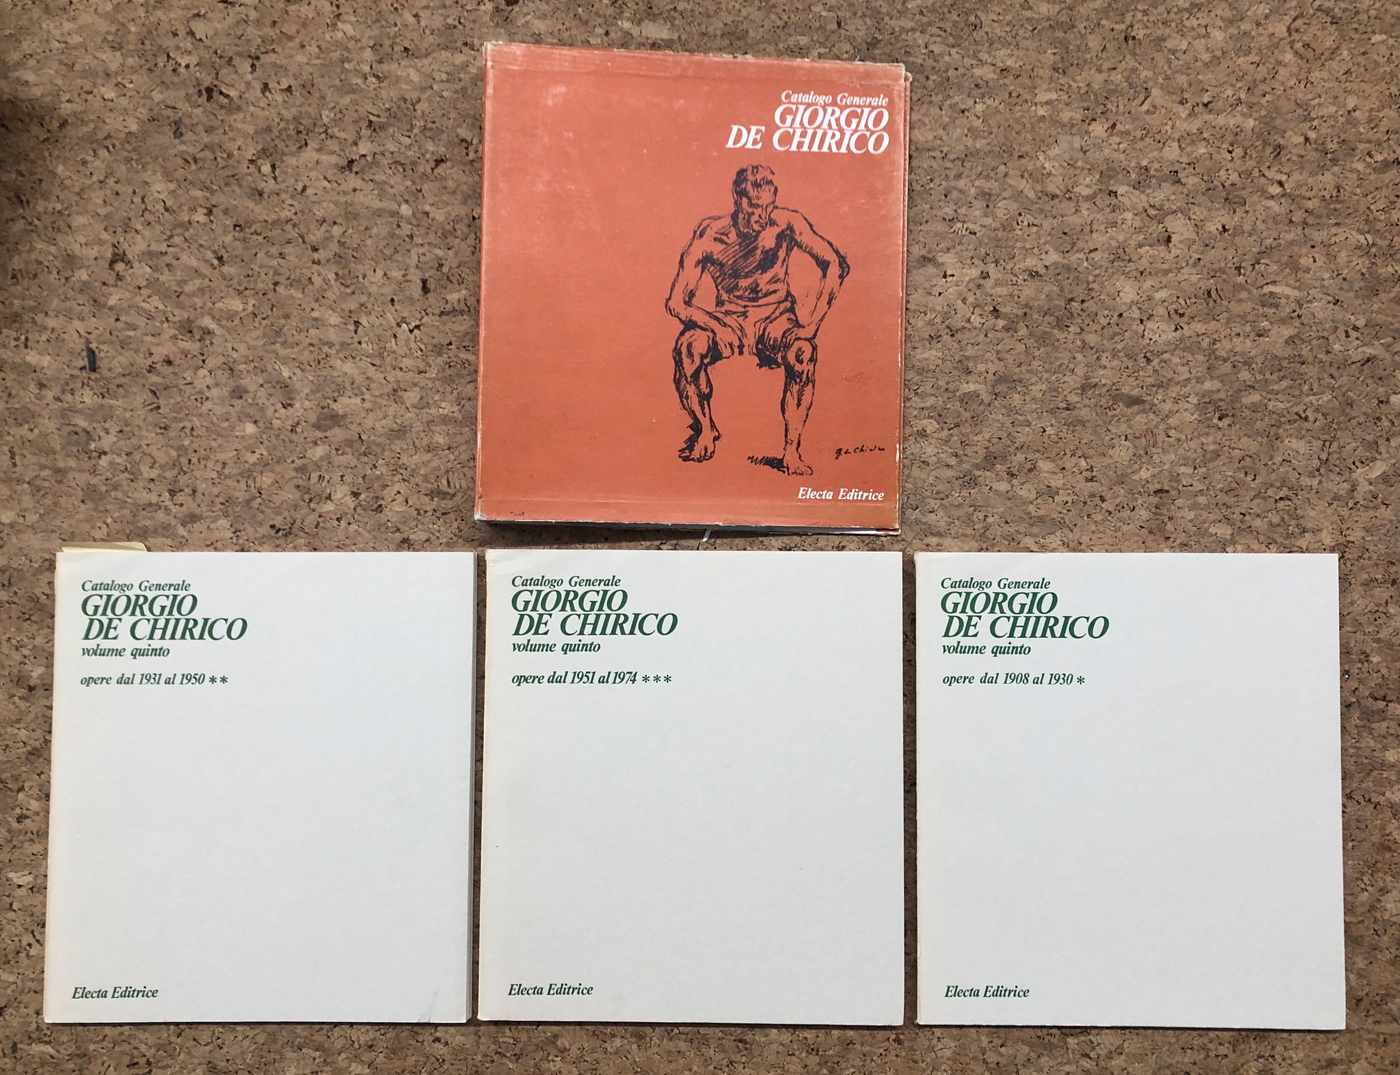 Catalogo Generale
GIORGIO
DE CHIRICO
g. de Chirico
Electa Editrice
Catalogo Generale
GIORGIO
DE CHIRICO
volume quinto
opere dal 1931 al 1950 **
Electa Editrice
Catalogo Generale
GIORGIO
DE CHIRICO
volume quinto
opere dal 1951 al 1974 ***
Electa Editrice
Catalogo Generale
GIORGIO
DE CHIRICO
volume quinto
opere dal 1908 al 1930 *
Electa Editrice